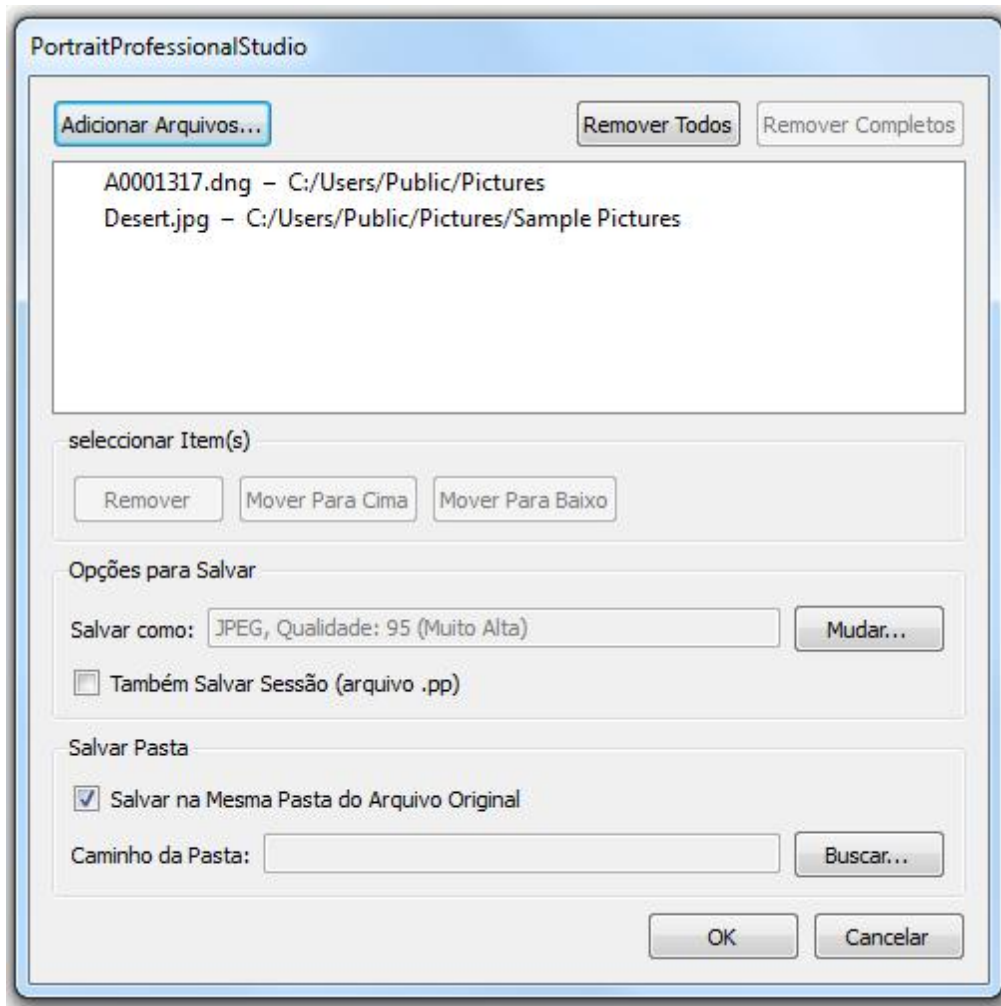 PortraitProfessionalStudio
Adicionar Arquivos... Remover Todos Remover Completos
A0001317.dng – C:/Users/Public/Pictures
Desert.jpg – C:/Users/Public/Pictures/Sample Pictures
seleccionar Item(s)
Remover Mover Para Cima Mover Para Baixo
Opções para Salvar
Salvar como: JPEG, Qualidade: 95 (Muito Alta) Mudar...
Também Salvar Sessão (arquivo .pp)
Salvar Pasta
Salvar na Mesma Pasta do Arquivo Original
Caminho da Pasta: Buscar...
OK Cancelar